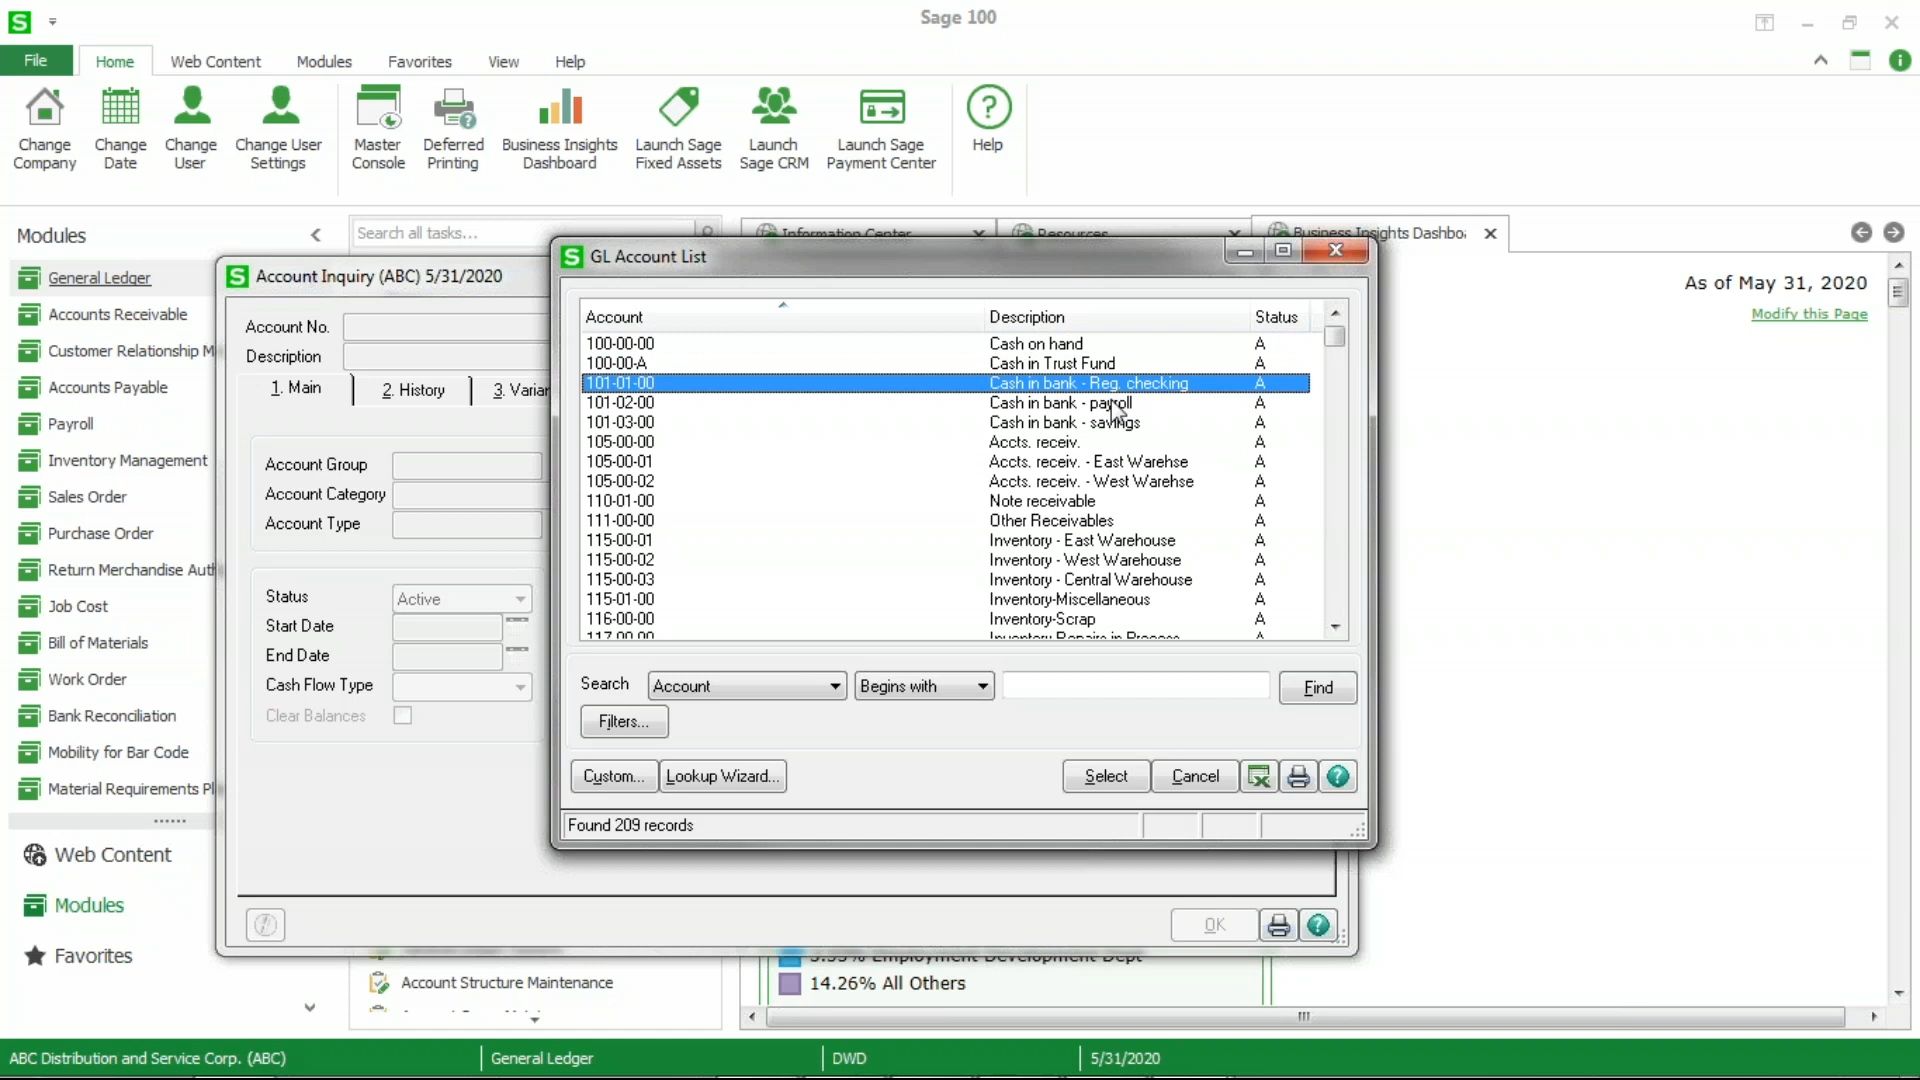 Sage 100
File
Home
Web Content
Modules
Favorites
View
Help
Change Company
Change Date
Change User
Change User Settings
Master Console
Deferred Printing
Business Insights Dashboard
Launch Sage Fixed Assets
Launch Sage CRM
Launch Sage Payment Center
Help
Modules
General Ledger
Accounts Receivable
Customer Relationship M
Accounts Payable
Payroll
Inventory Management
Sales Order
Purchase Order
Return Merchandise Auth
Job Cost
Bill of Materials
Work Order
Bank Reconciliation
Mobility for Bar Code
Material Requirements Pl
Web Content
Modules
Favorites
Search all tasks...
Information Center
Resources
Business Insights Dashboa
As of May 31, 2020
Modify this Page
Account Inquiry (ABC) 5/31/2020
Account No.
Description
1. Main
2. History
3. Varian
Account Group
Account Category
Account Type
Status Active
Start Date
End Date
Cash Flow Type
Clear Balances
OK
GL Account List
Account Description Status
100-00-00 Cash on hand A
100-00-A Cash in Trust Fund A
101-01-00 Cash in bank - Reg. checking A
101-02-00 Cash in bank - payroll A
101-03-00 Cash in bank - savings A
105-00-00 Accts. receiv. A
105-00-01 Accts. receiv. - East Warehse A
105-00-02 Accts. receiv. - West Warehse A
110-01-00 Note receivable A
111-00-00 Other Receivables A
115-00-01 Inventory - East Warehouse A
115-00-02 Inventory - West Warehouse A
115-00-03 Inventory - Central Warehouse A
115-01-00 Inventory-Miscellaneous A
116-00-00 Inventory-Scrap A
117-00-00 Inventory Repairs in Process A
Search Account Begins with Find
Filters...
Custom... Lookup Wizard... Select Cancel
Found 209 records
Account Structure Maintenance
Employment Development Dept
14.26% All Others
ABC Distribution and Service Corp. (ABC) General Ledger DWD 5/31/2020